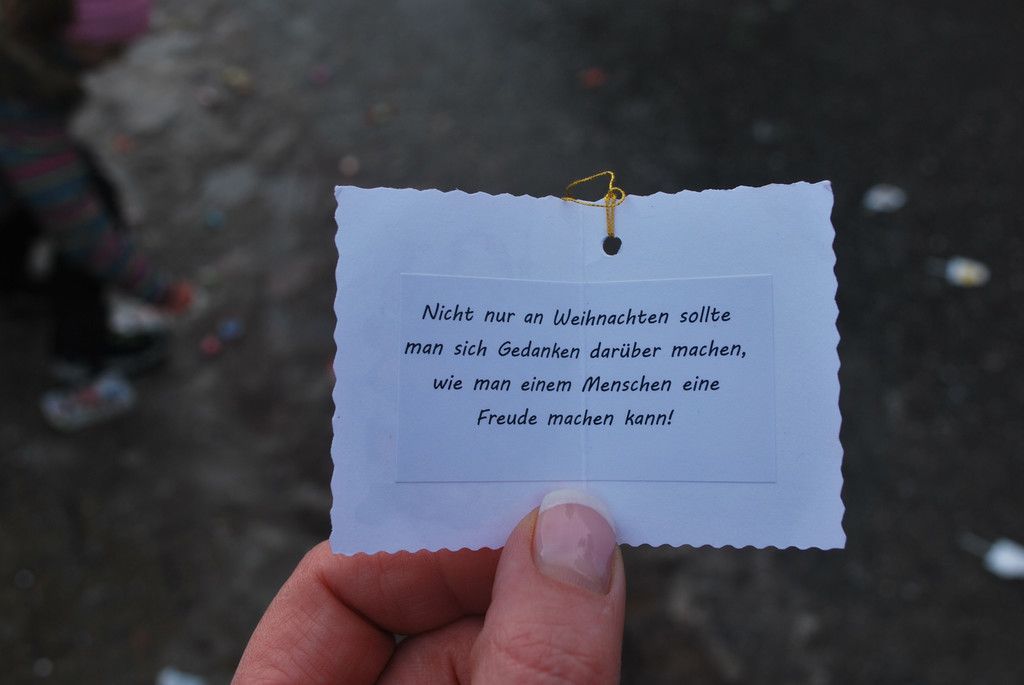 Nicht nur an Weihnachten sollte
man sich Gedanken darüber machen,
wie man einem Menschen eine
Freude machen kann!